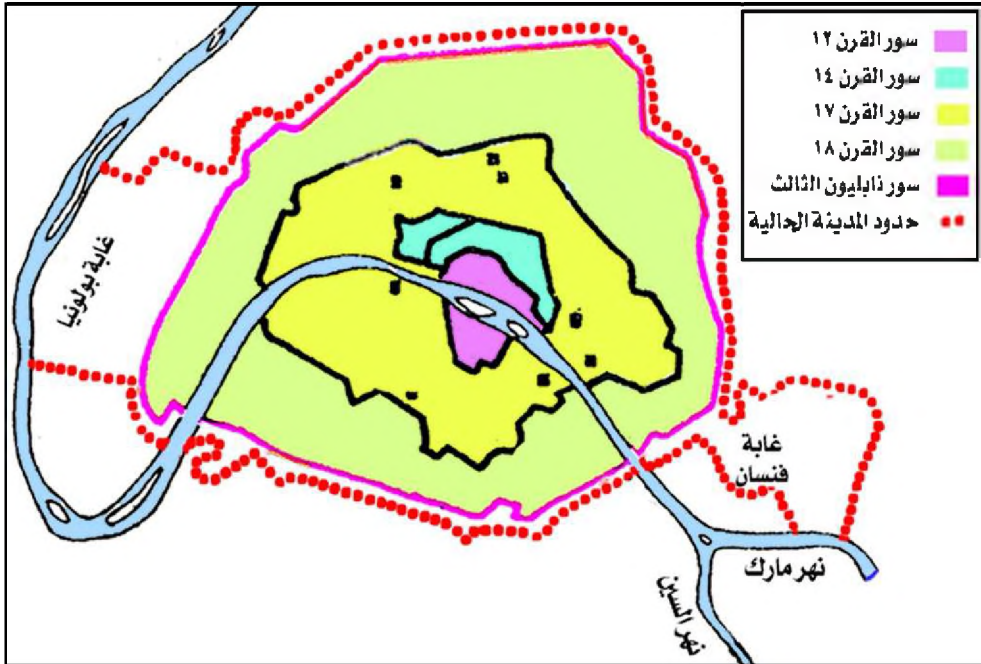 سور القرن ١٢
سور القرن ١٤
سور القرن ١٧
سور القرن ١٨
سور نابليون الثالث
حدود المدينة الحالية
غابة بولونيا
غابة
فنسان
نهر مارك
نهر السين